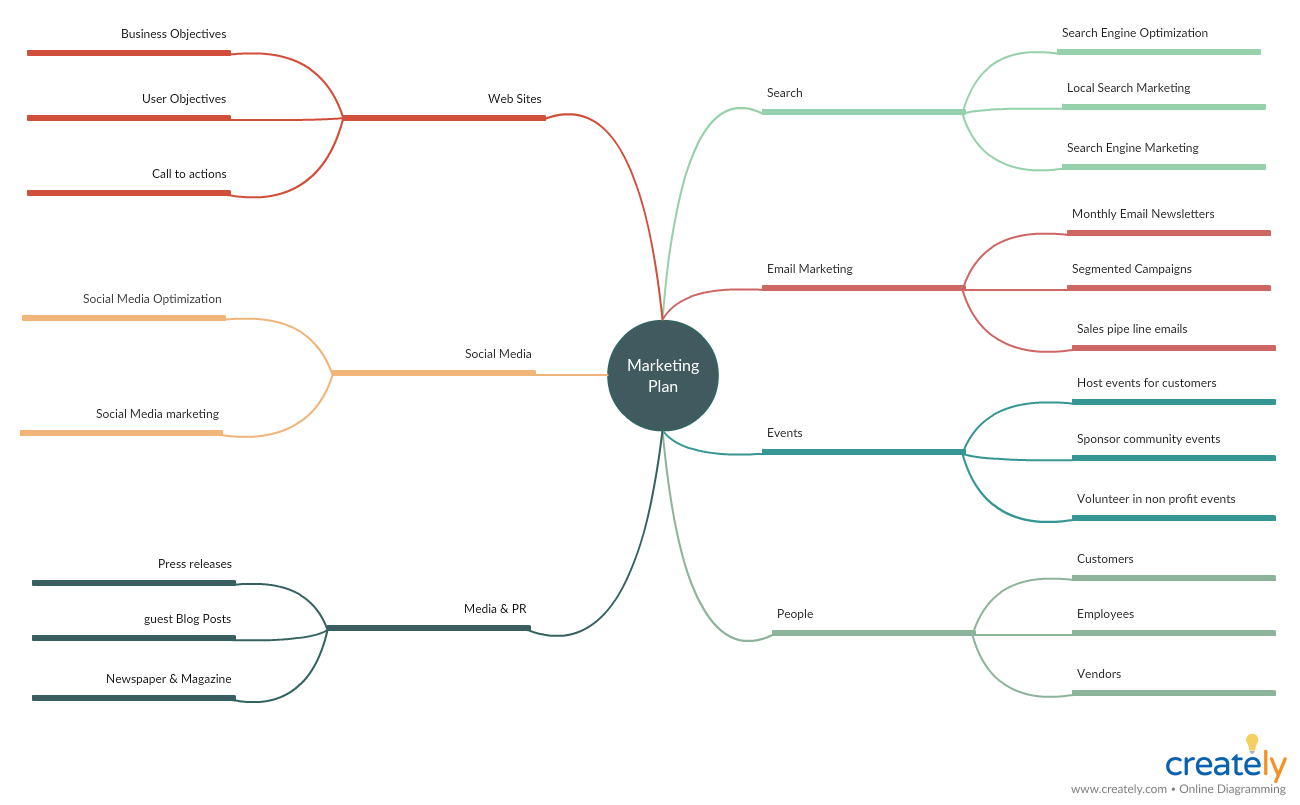 Business Objectives
User Objectives
Call to actions
Web Sites
Social Media Optimization
Social Media marketing
Social Media
Press releases
guest Blog Posts
Newspaper & Magazine
Media & PR
Marketing
Plan
Search
Search Engine Optimization
Local Search Marketing
Search Engine Marketing
Email Marketing
Monthly Email Newsletters
Segmented Campaigns
Sales pipe line emails
Events
Host events for customers
Sponsor community events
Volunteer in non profit events
People
Customers
Employees
Vendors
creately
www.creately.com • Online Diagramming